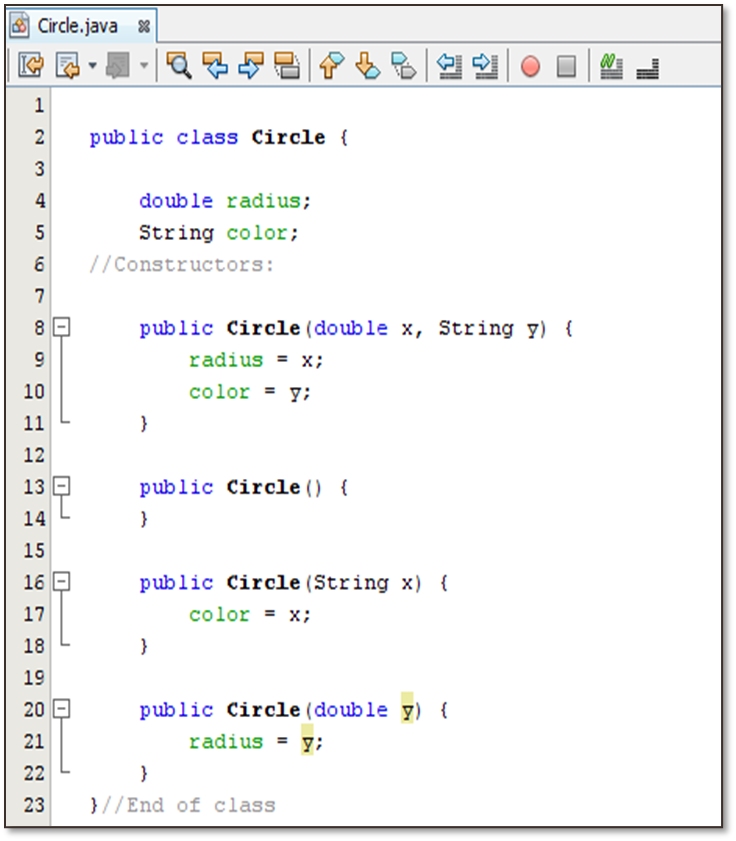 Circle.java
1
2 public class Circle {
3
4 double radius;
5 String color;
6 //Constructors:
7
8 public Circle(double x, String y) {
9 radius = x;
10 color = y;
11 }
12
13 public Circle() {
14 }
15
16 public Circle(String x) {
17 color = x;
18 }
19
20 public Circle(double y) {
21 radius = y;
22 }
23 }//End of class